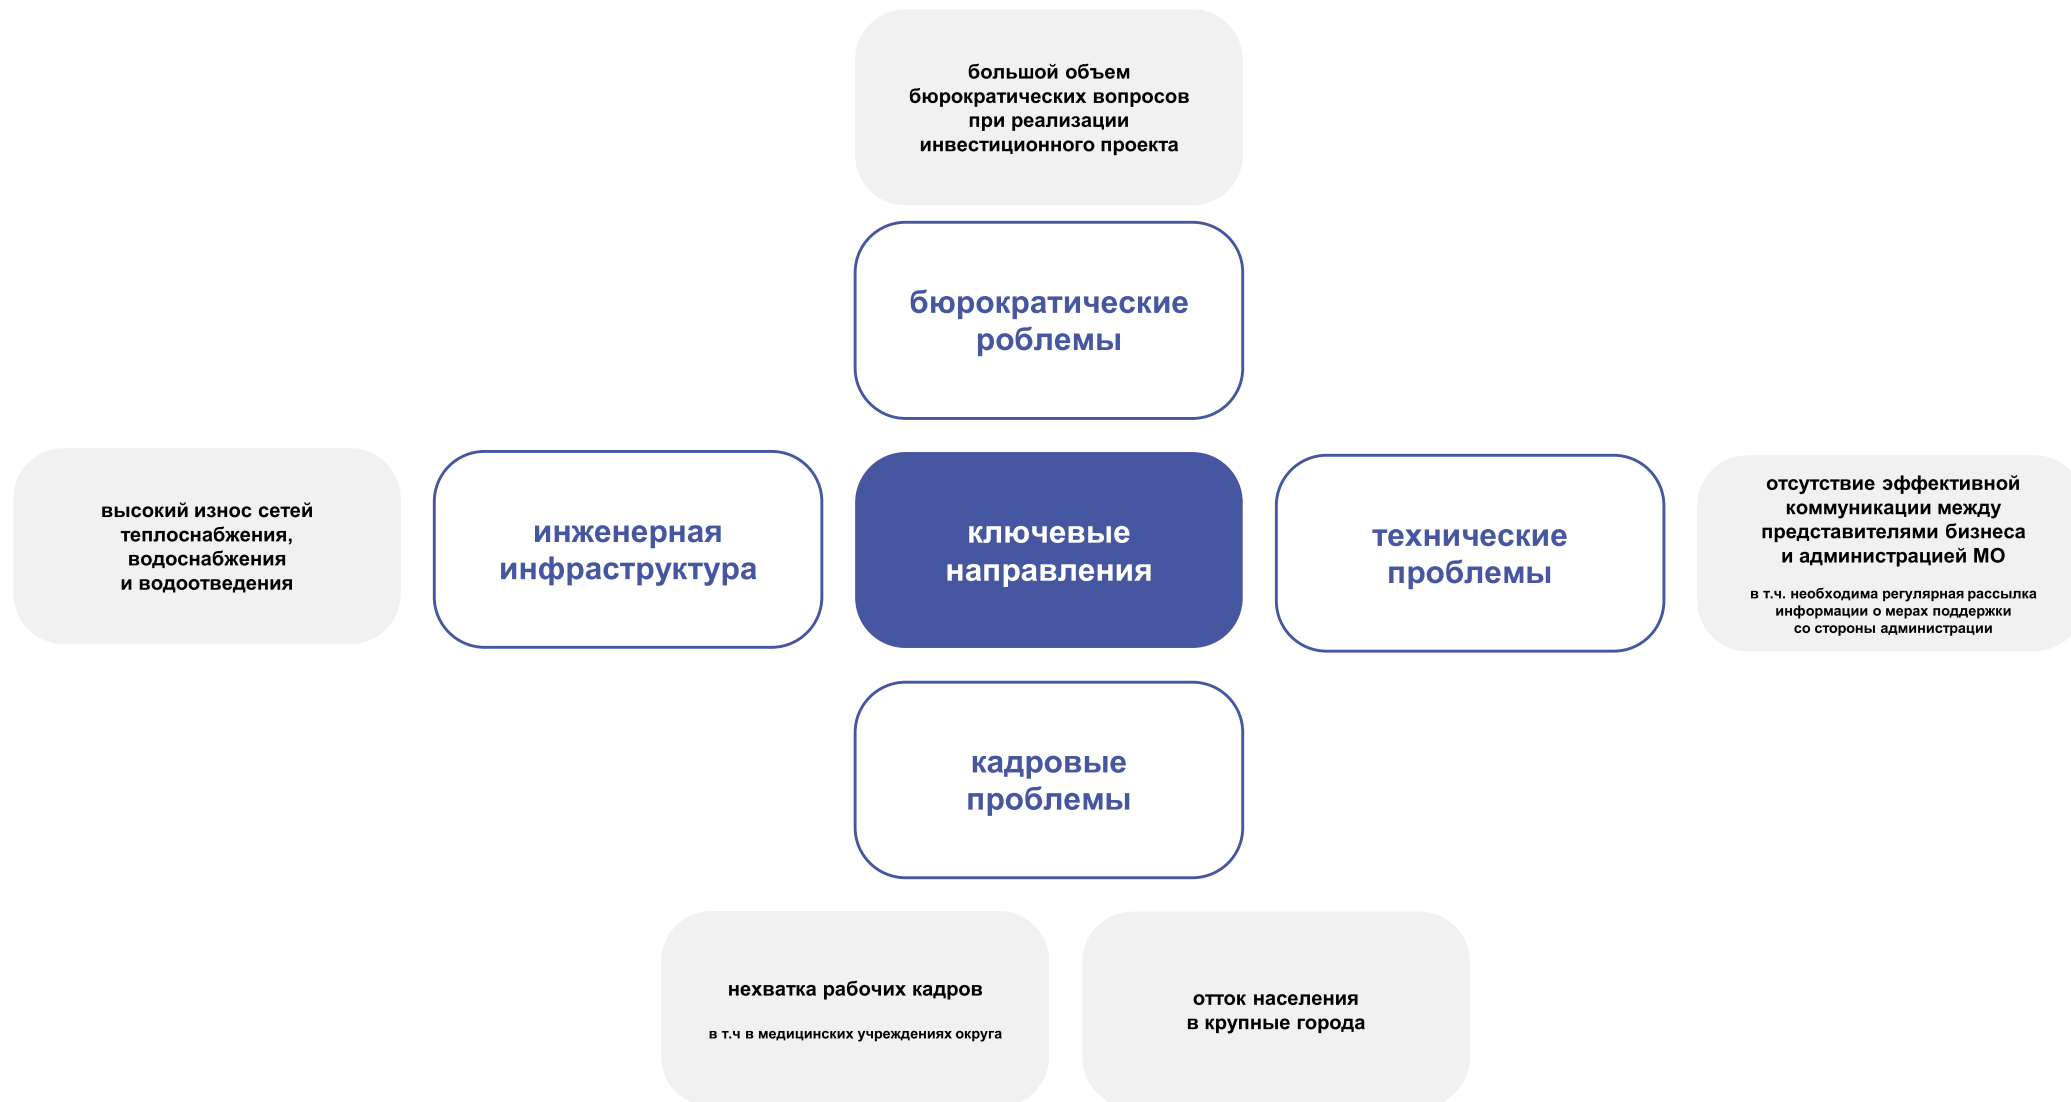 большой объем
бюрократических вопросов
при реализации
инвестиционного проекта
бюрократические
роблемы
высокий износ сетей
теплоснабжения,
водоснабжения
и водоотведения
инженерная
инфраструктура
ключевые
направления
технические
проблемы
отсутствие эффективной
коммуникации между
представителями бизнеса
и администрацией МО
в т.ч. необходима регулярная рассылка
информации о мерах поддержки
со стороны администрации
кадровые
проблемы
нехватка рабочих кадров
в т.ч в медицинских учреждениях округа
отток населения
в крупные города